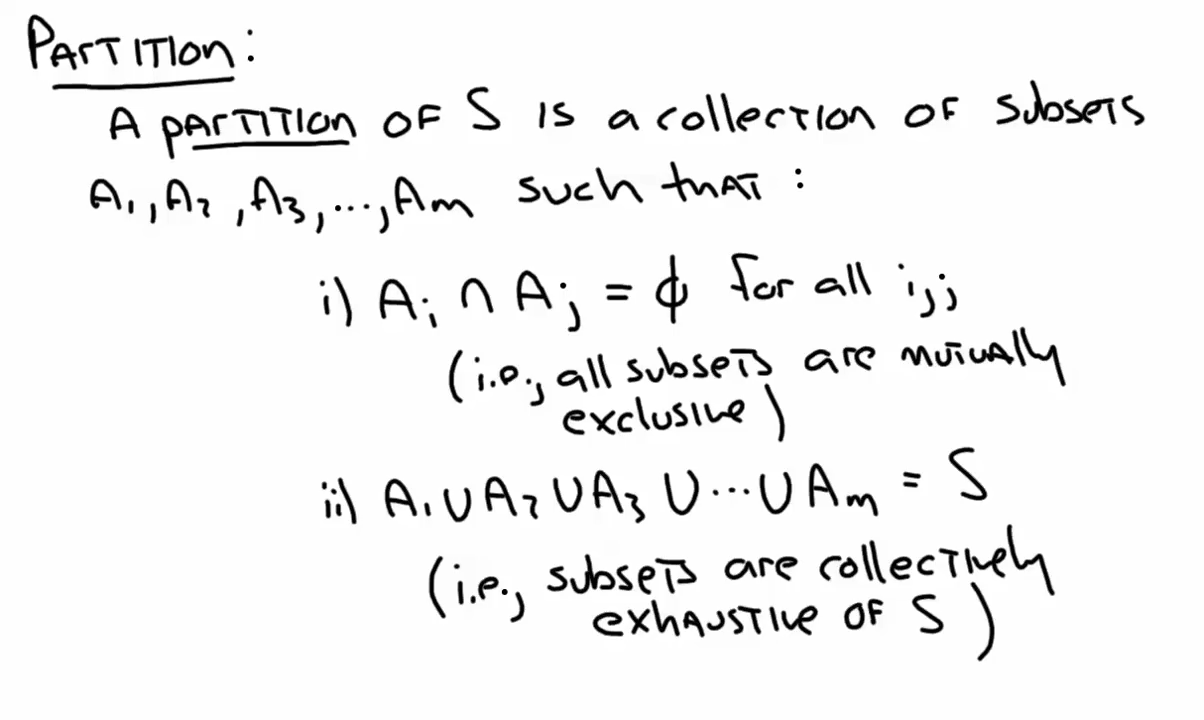 PARTITION:
A PARTITION OF S IS a collection OF subsets
A₁, A₂, A₃, ..., Aₘ such that:
i) Aᵢ ∩ Aⱼ = ϕ for all i, j
(i.e., all subsets are mutually
exclusive)
ii) A₁ ∪ A₂ ∪ A₃ ∪ ... ∪ Aₘ = S
(i.e., subsets are collectively
exhaustive OF S)